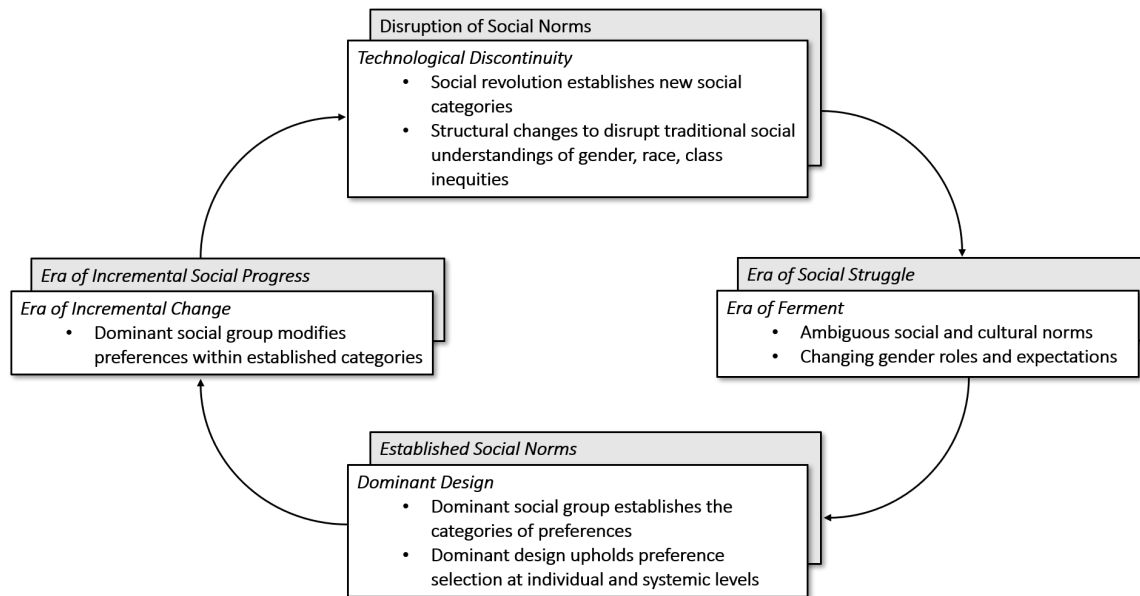 Disruption of Social Norms
Technological Discontinuity
• Social revolution establishes new social
categories
• Structural changes to disrupt traditional social
understandings of gender, race, class
inequities
Era of Incremental Social Progress
Era of Incremental Change
• Dominant social group modifies
preferences within established categories
Era of Social Struggle
Era of Ferment
• Ambiguous social and cultural norms
• Changing gender roles and expectations
Established Social Norms
Dominant Design
• Dominant social group establishes the
categories of preferences
• Dominant design upholds preference
selection at individual and systemic levels